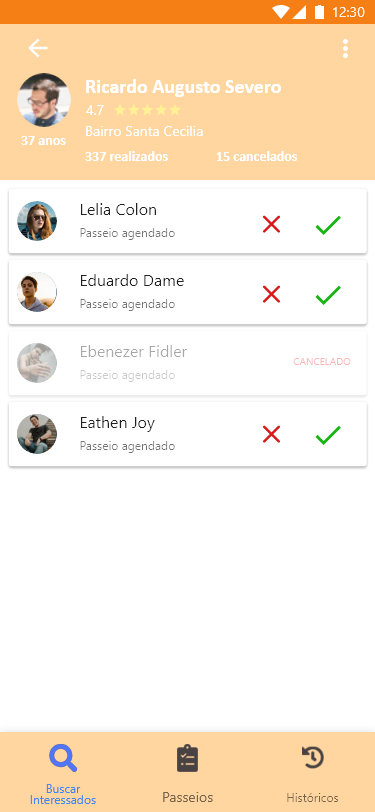 12:30
Ricardo Augusto Severo
4,7
37 anos
Bairro Santa Cecilia
337 realizados 15 cancelados
Lelia Colon
Passeio agendado
Eduardo Dame
Passeio agendado
Ebenezer Fidler
Passeio agendado
CANCELADO
Eathen Joy
Passeio agendado
Buscar
Interessados
Passeios
Históricos